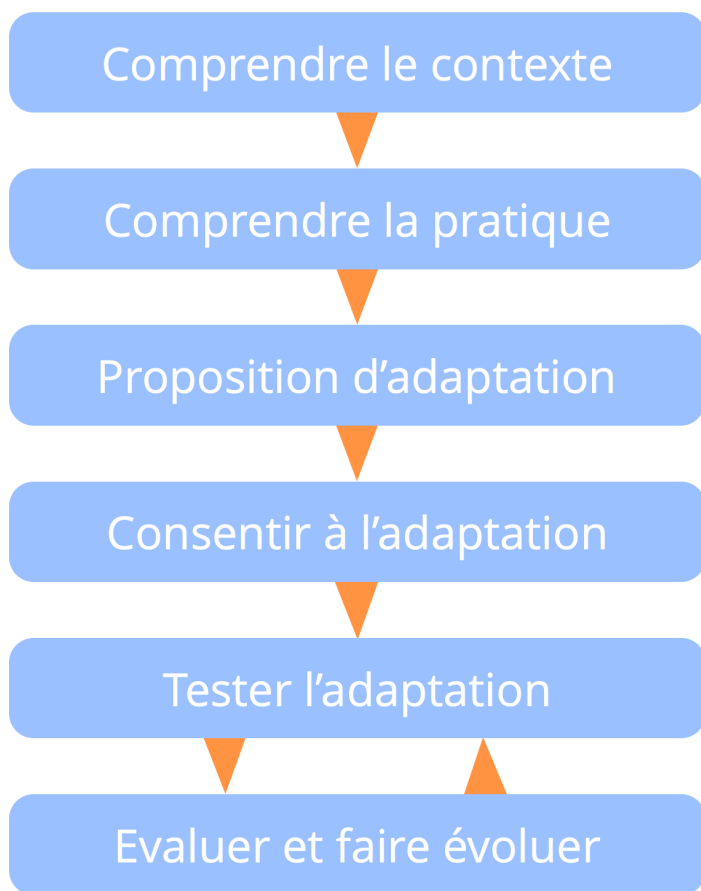 Comprendre le contexte
Comprendre la pratique
Proposition d’adaptation
Consentir à l’adaptation
Tester l’adaptation
Evaluer et faire évoluer